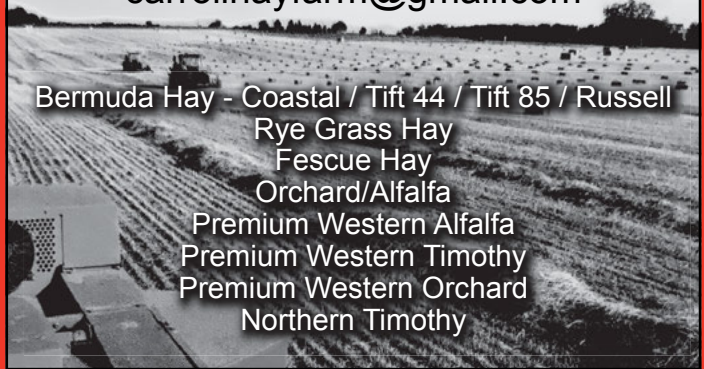 Bermuda Hay - Coastal / Tift 44 / Tift 85 / Russell
Rye Grass Hay
Fescue Hay
Orchard/Alfalfa
Premium Western Alfalfa
Premium Western Timothy
Premium Western Orchard
Northern Timothy